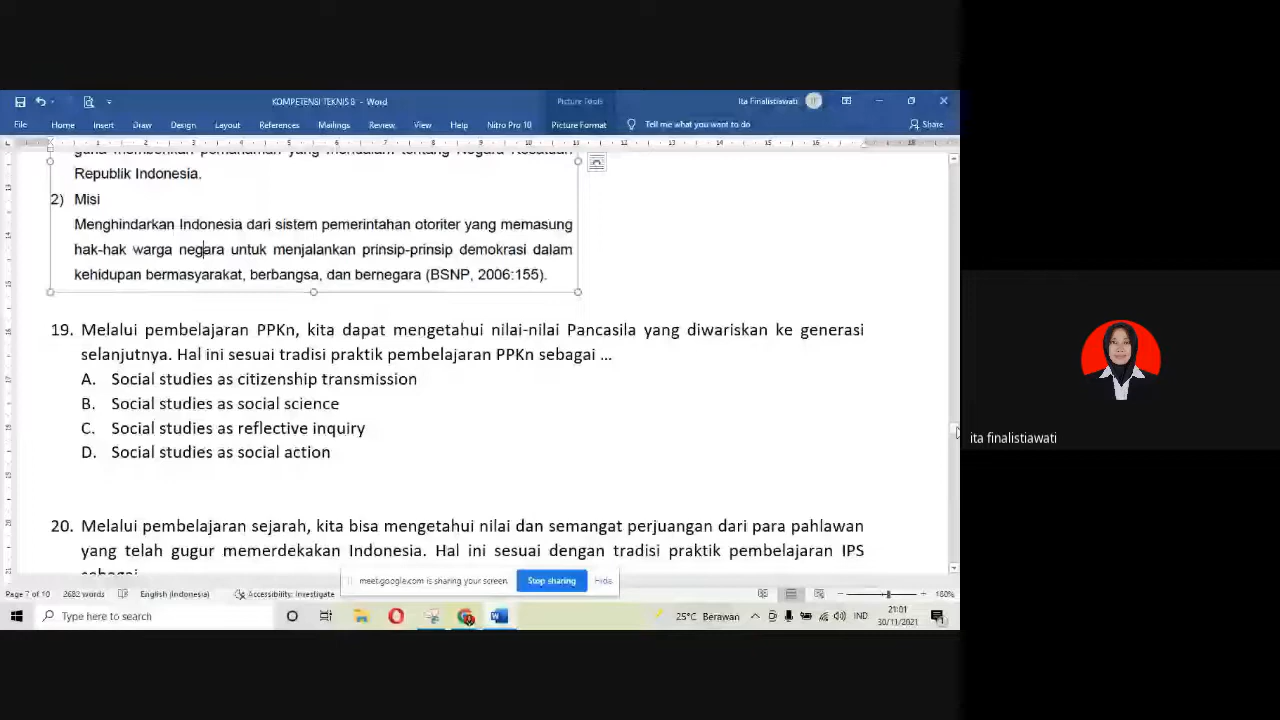 KOMPETENSI TEKNIS B - Word
Picture Tools
Ita Finalistiawati
File Home Insert Draw Design Layout References Mailings Review View Help Nitro Pro 10 Picture Format Tell me what you want to do Share
Republik Indonesia.
2) Misi
Menghindarkan Indonesia dari sistem pemerintahan otoriter yang memasung
hak-hak warga negara untuk menjalankan prinsip-prinsip demokrasi dalam
kehidupan bermasyarakat, berbangsa, dan bernegara (BSNP, 2006:155).
19. Melalui pembelajaran PPKn, kita dapat mengetahui nilai-nilai Pancasila yang diwariskan ke generasi
selanjutnya. Hal ini sesuai tradisi praktik pembelajaran PPKn sebagai ...
A. Social studies as citizenship transmission
B. Social studies as social science
C. Social studies as reflective inquiry
D. Social studies as social action
20. Melalui pembelajaran sejarah, kita bisa mengetahui nilai dan semangat perjuangan dari para pahlawan
yang telah gugur memerdekakan Indonesia. Hal ini sesuai dengan tradisi praktik pembelajaran IPS
sebagai
meet.google.com is sharing your screen. Stop sharing Hide
Page 7 of 10 2682 words English (Indonesia) Accessibility: Investigate 160%
Type here to search
25°C Berawan IND
21:01
30/11/2021
ita finalistiawati